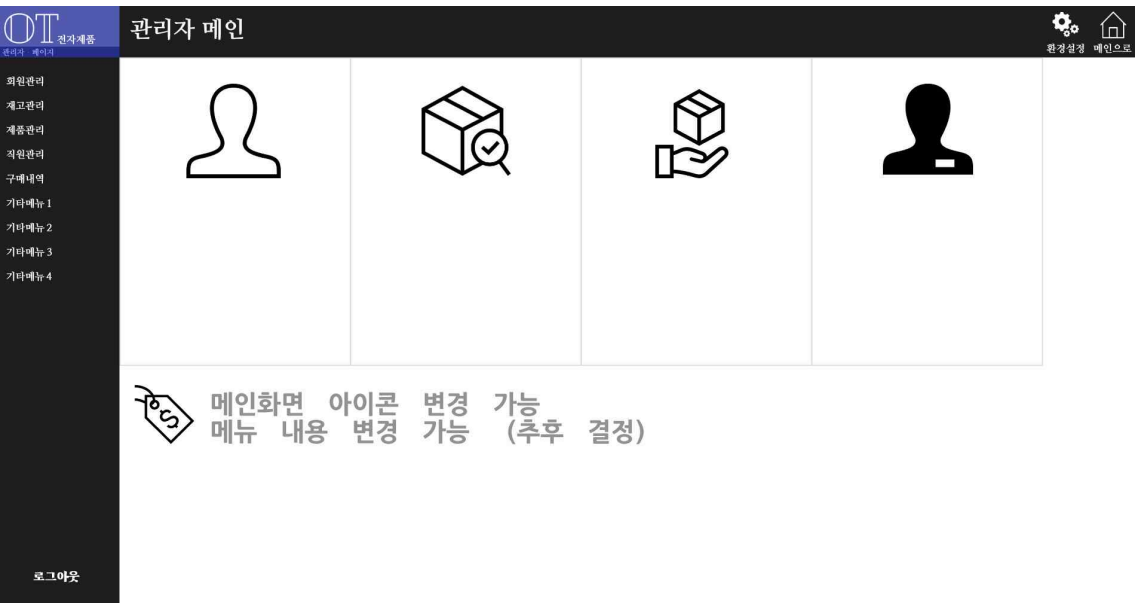 OT 전자제품
관리자 페이지
관리자 메인
환경설정 메인으로
회원관리
재고관리
제품관리
직원관리
구매내역
기타메뉴 1
기타메뉴 2
기타메뉴 3
기타메뉴 4
메인화면 아이콘 변경 가능
메뉴 내용 변경 가능 (추후 결정)
로그아웃